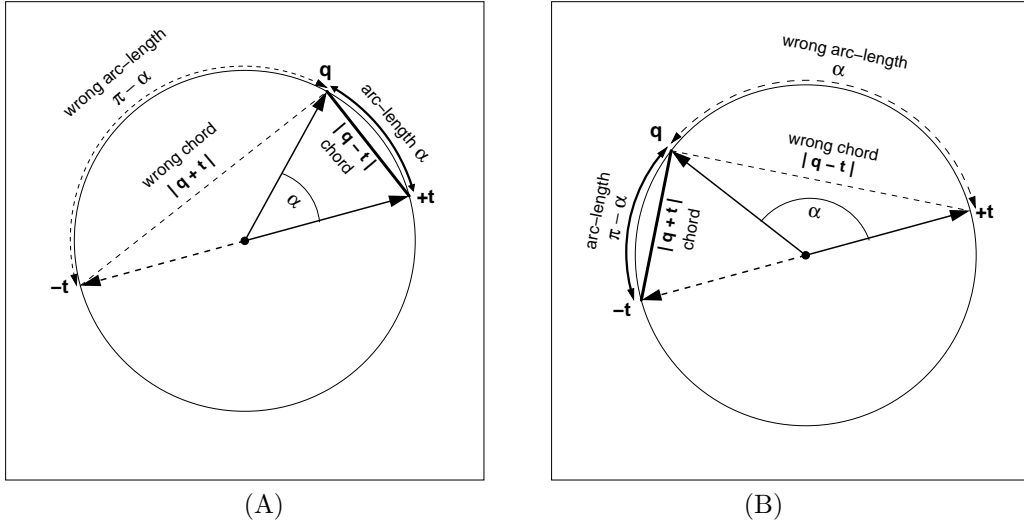 wrong arc–length
π – α
q
arc–length α
wrong chord
| q + t |
| q – t |
chord
α
+t
–t
(A)
wrong arc–length
α
q
wrong chord
| q – t |
arc–length
π – α
| q + t |
chord
α
+t
–t
(B)